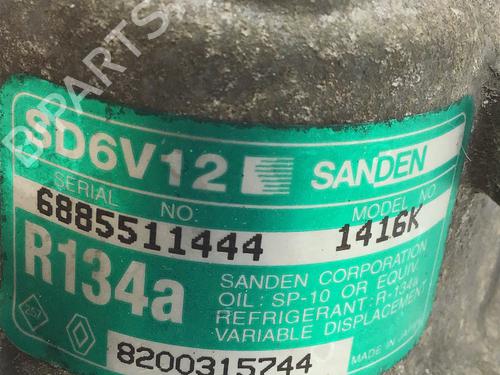 BPARTS
SD6V12 SANDEN
SERIAL NO: MODEL NO
6885511444 1416K
R134a
SANDEN CORPORATION
OIL: SP-10 OR EQUIV.
REFRIGERANT: R-134a
VARIABLE DISPLACEMENT
MADE IN
257
8200315744